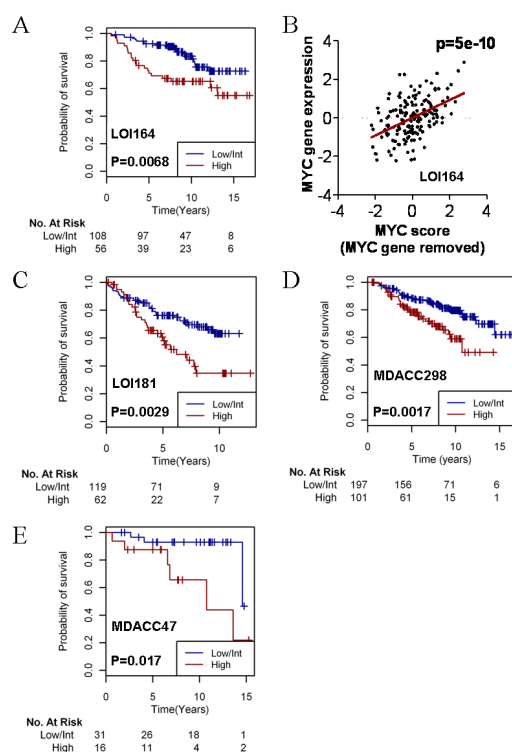 A
Probability of survival
1.0
0.8
0.6
0.4
0.2
0.0
LOI164
P=0.0068
Low/Int
High
0
5
10
15
Time(Years)
No. At Risk
Low/Int 108 97 47 8
High 56 39 23 6
B
p=5e-10
MYC gene expression
4
2
0
-2
-4
LOI164
-4
-2
0
2
4
MYC score
(MYC gene removed)
C
Probability of survival
1.0
0.8
0.6
0.4
0.2
0.0
LOI181
P=0.0029
Low/Int
High
0
5
10
Time(Years)
No. At Risk
Low/Int 119 71 9
High 62 22 7
D
Probability of survival
1.0
0.8
0.6
0.4
0.2
0.0
MDACC298
P=0.0017
Low/Int
High
0
5
10
15
Time (years)
No. At Risk
Low/Int 197 156 71 6
High 101 61 15 1
E
Probability of survival
1.0
0.8
0.6
0.4
0.2
0.0
MDACC47
P=0.017
Low/Int
High
0
5
10
15
Time(Years)
No. At Risk
Low/Int 31 26 18 1
High 16 11 4 2